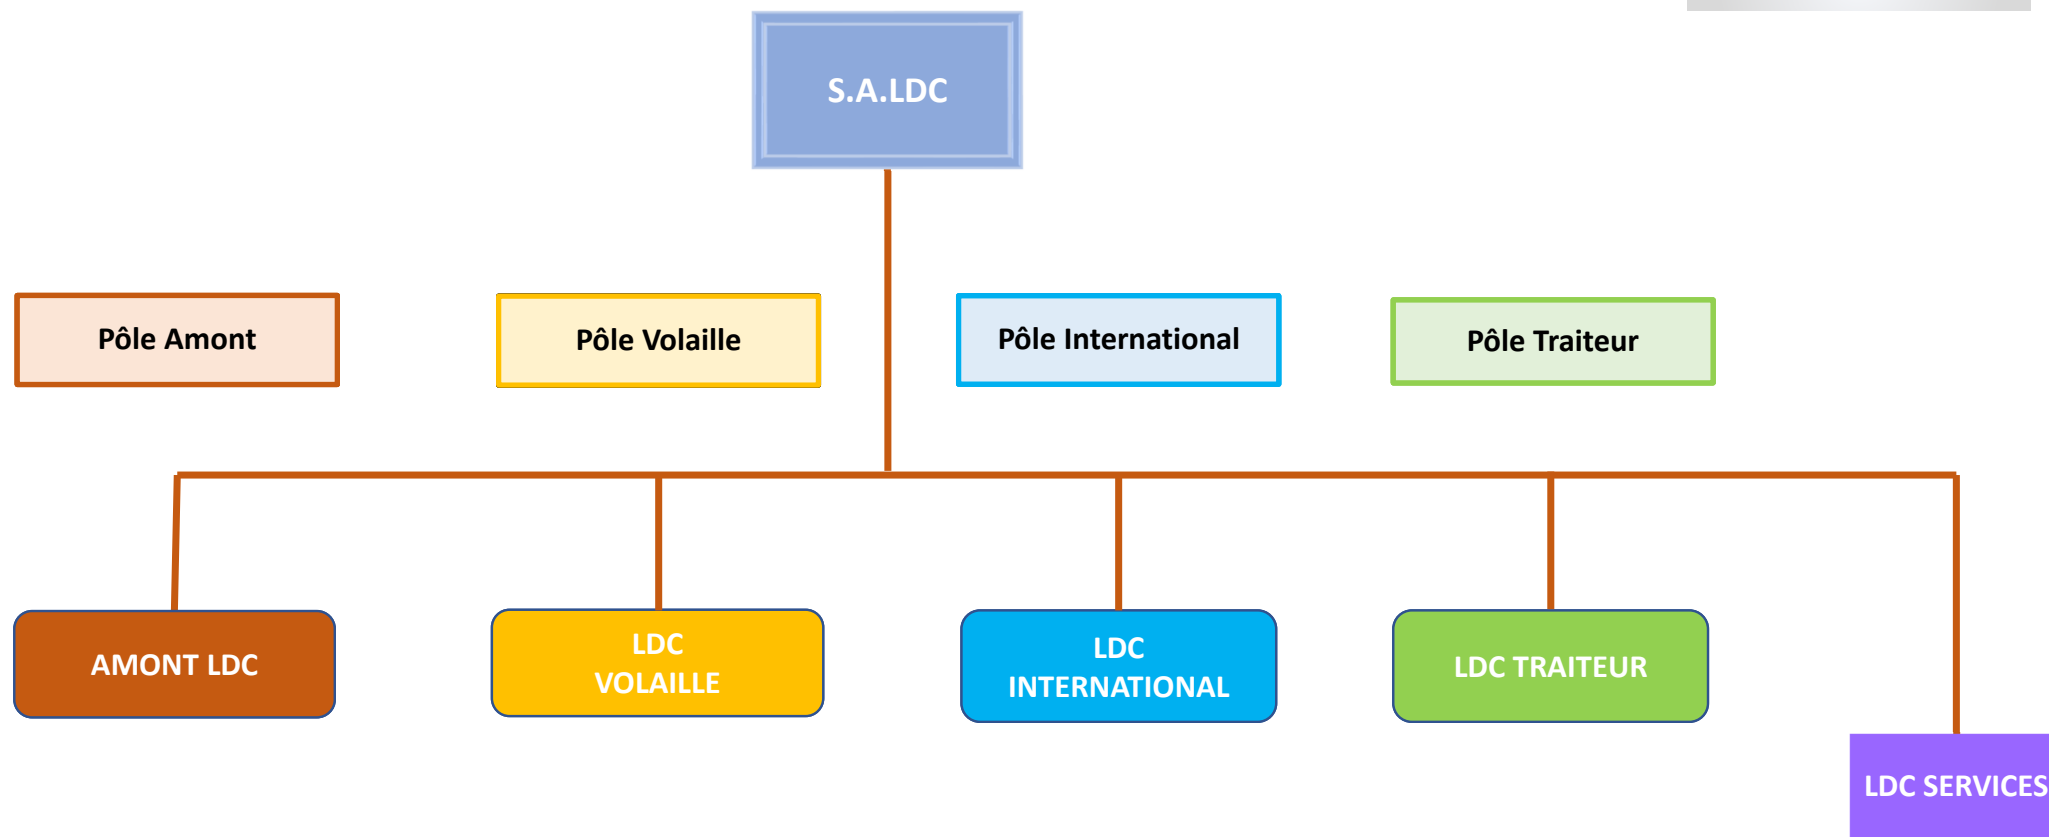 S.A.LDC
Pôle Amont
Pôle Volaille
Pôle International
Pôle Traiteur
AMONT LDC
LDC
VOLAILLE
LDC
INTERNATIONAL
LDC TRAITEUR
LDC SERVICES